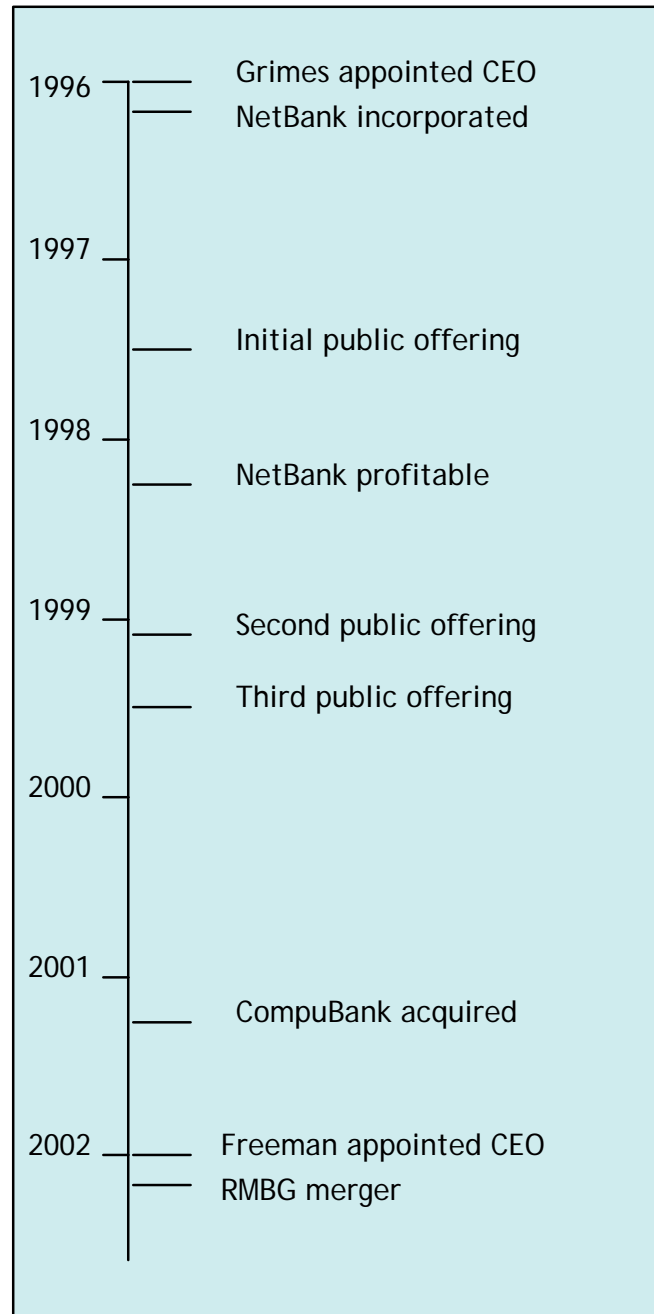 1996
Grimes appointed CEO
NetBank incorporated
1997
Initial public offering
1998
NetBank profitable
1999
Second public offering
Third public offering
2000
2001
CompuBank acquired
2002
Freeman appointed CEO
RMBG merger